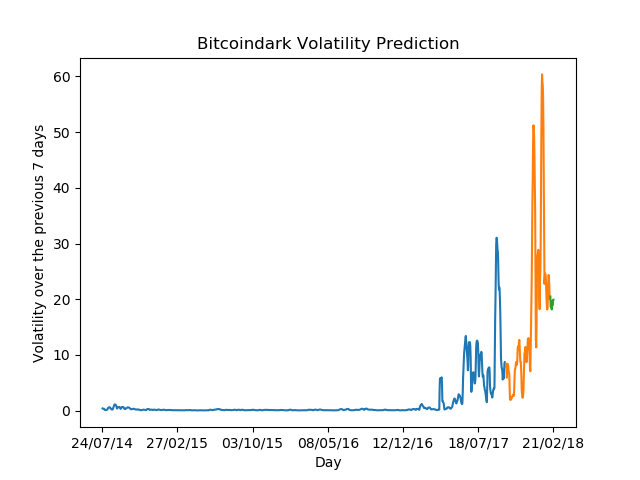 Bitcoindark Volatility Prediction
Volatility over the previous 7 days
60
50
40
30
20
10
0
24/07/14 27/02/15 03/10/15 08/05/16 12/12/16 18/07/17 21/02/18
Day